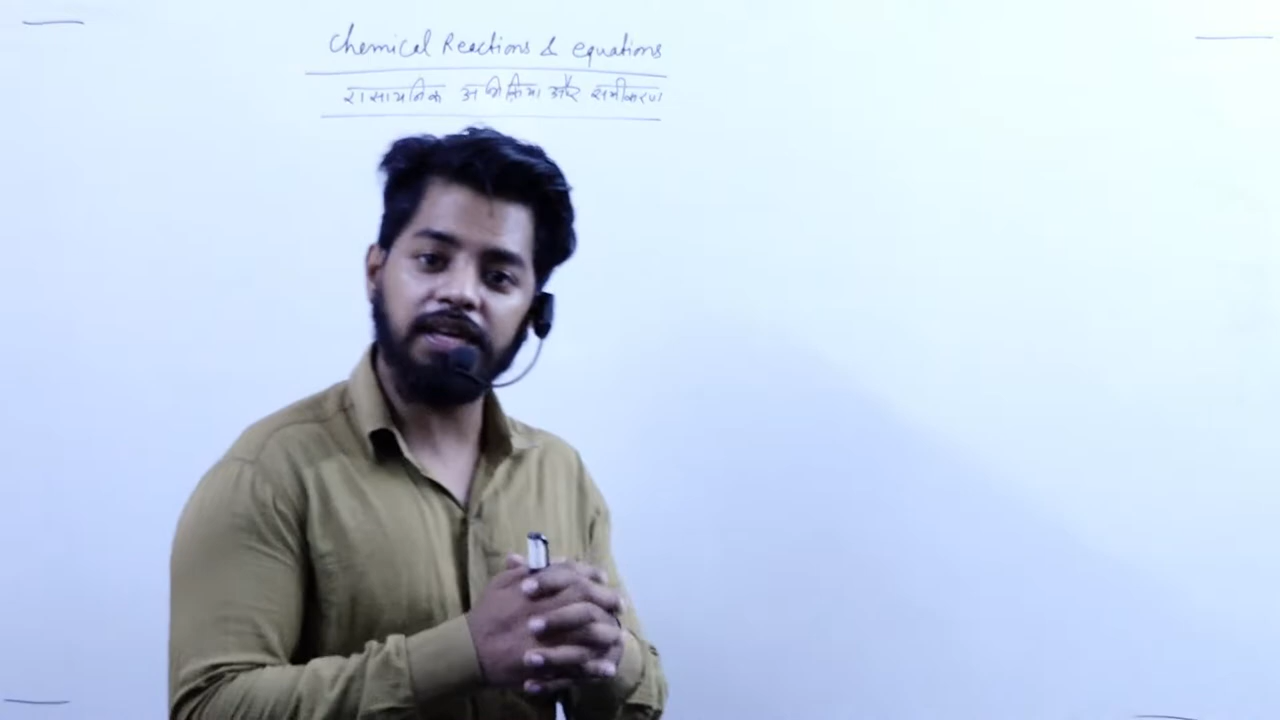 Chemical Reactions & equations
रासायनिक अभिक्रिया और समीकरण